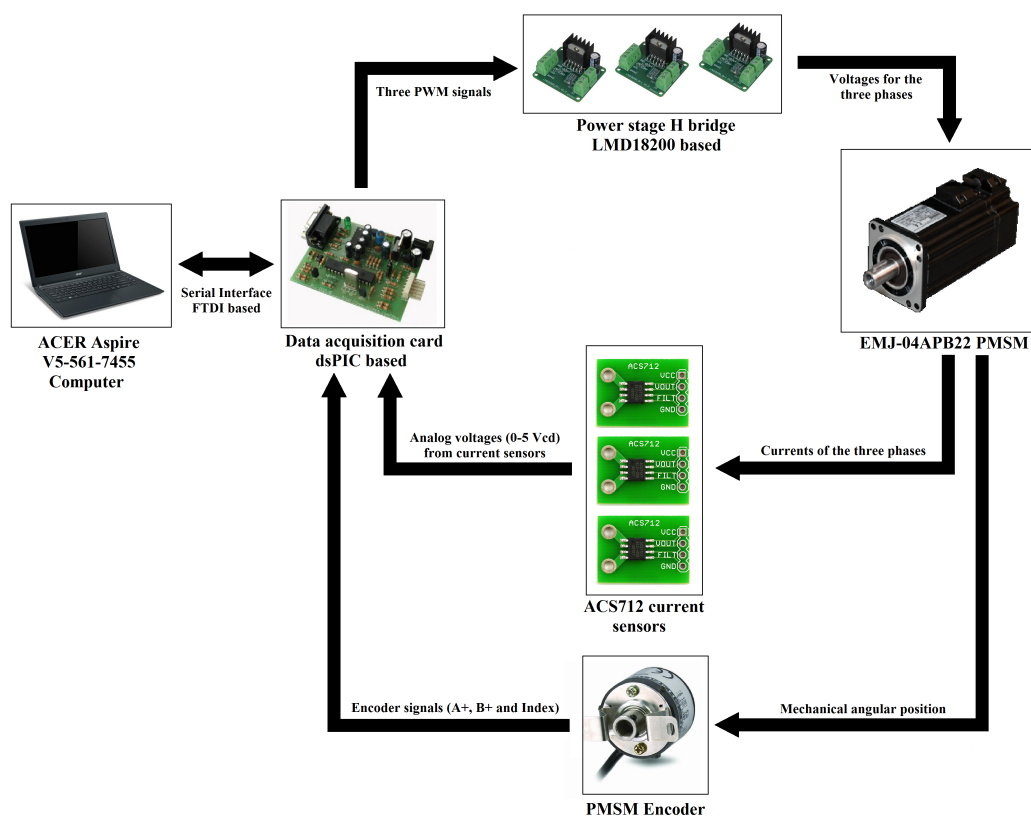 Three PWM signals
Voltages for the
three phases
Power stage H bridge
LMD18200 based
Serial Interface
FTDI based
ACER Aspire
V5-561-7455
Computer
Data acquisition card
dsPIC based
EMJ-04APB22 PMSM
ACS712
VCC
VOUT
FILT
GND
ACS712
VCC
VOUT
FILT
GND
ACS712
VCC
VOUT
FILT
GND
Analog voltages (0-5 Vcd)
from current sensors
Currents of the three phases
ACS712 current
sensors
Encoder signals (A+, B+ and Index)
Mechanical angular position
PMSM Encoder